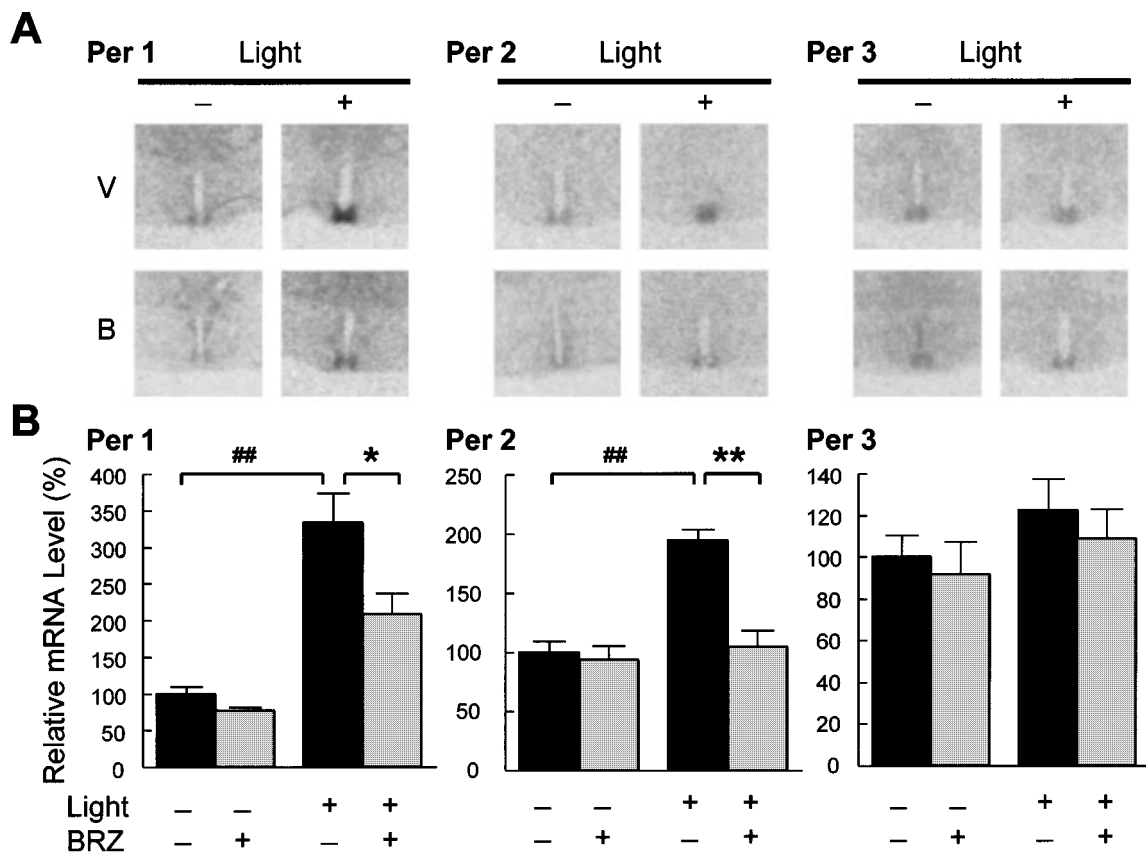 A
Per 1 Light
Per 2 Light
Per 3 Light
– +
– +
– +
V
B
B
Relative mRNA Level (%)
Per 1
## *
400
350
300
250
200
150
100
50
0
Per 2
## **
250
200
150
100
50
0
Per 3
140
120
100
80
60
40
20
0
Light – – + + – – + + – – + +
BRZ – + – + – + – + – + – +